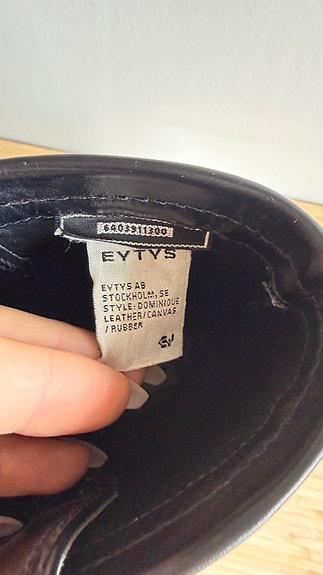 6403911300
EYTYS
EYTYS AB
STOCKHOLM, SE
STYLE: DOMINIQUE
LEATHER/CANVAS
/ RUBBER